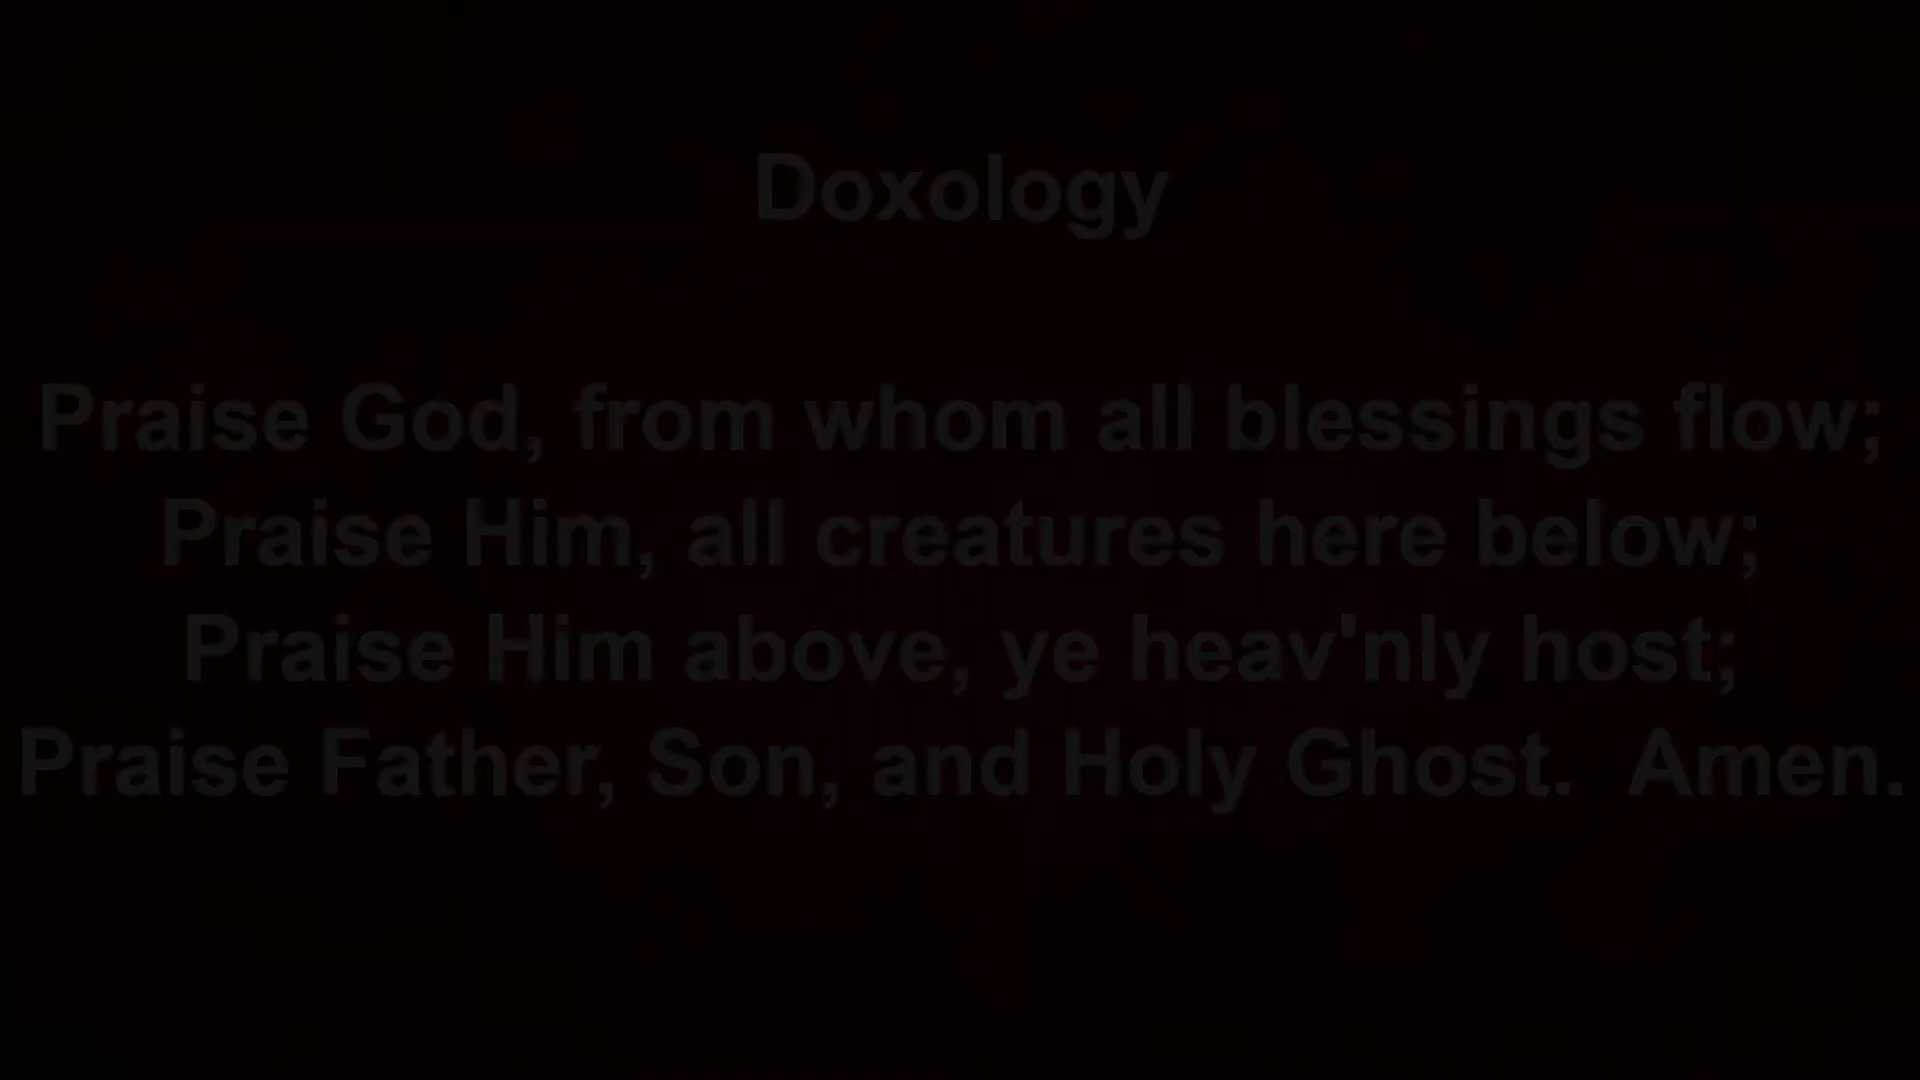 Doxology
Praise God, from whom all blessings flow;
Praise Him, all creatures here below;
Praise Him above, ye heav'nly host;
Praise Father, Son, and Holy Ghost.  Amen.